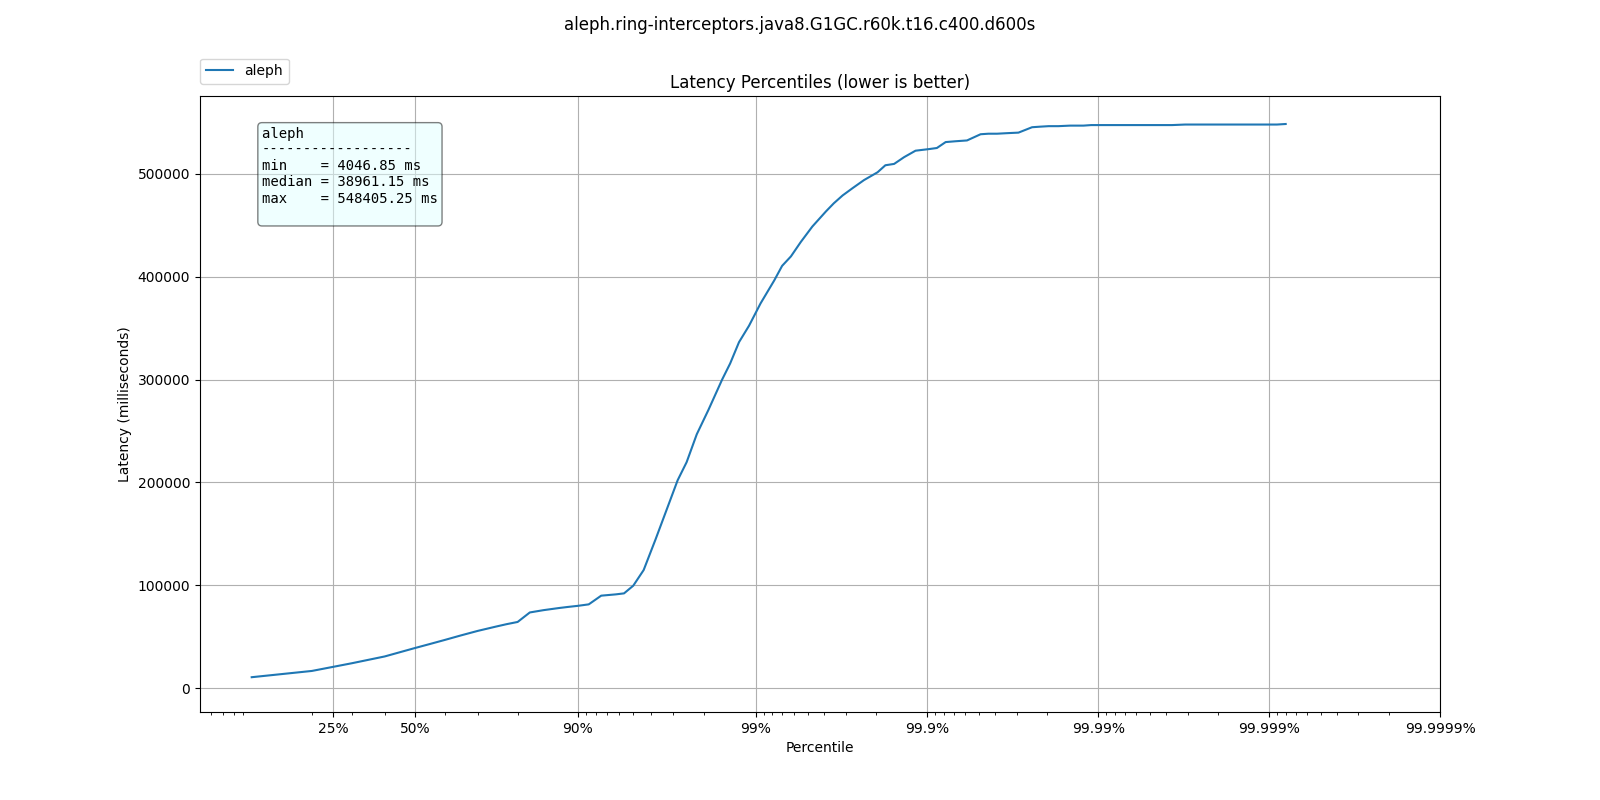 aleph.ring-interceptors.java8.G1GC.r60k.t16.c400.d600s
aleph
Latency Percentiles (lower is better)
aleph
------------------
min    = 4046.85 ms
median = 38961.15 ms
max    = 548405.25 ms
500000
400000
300000
200000
100000
0
Latency (milliseconds)
25% 50% 90% 99% 99.9% 99.99% 99.999% 99.9999%
Percentile